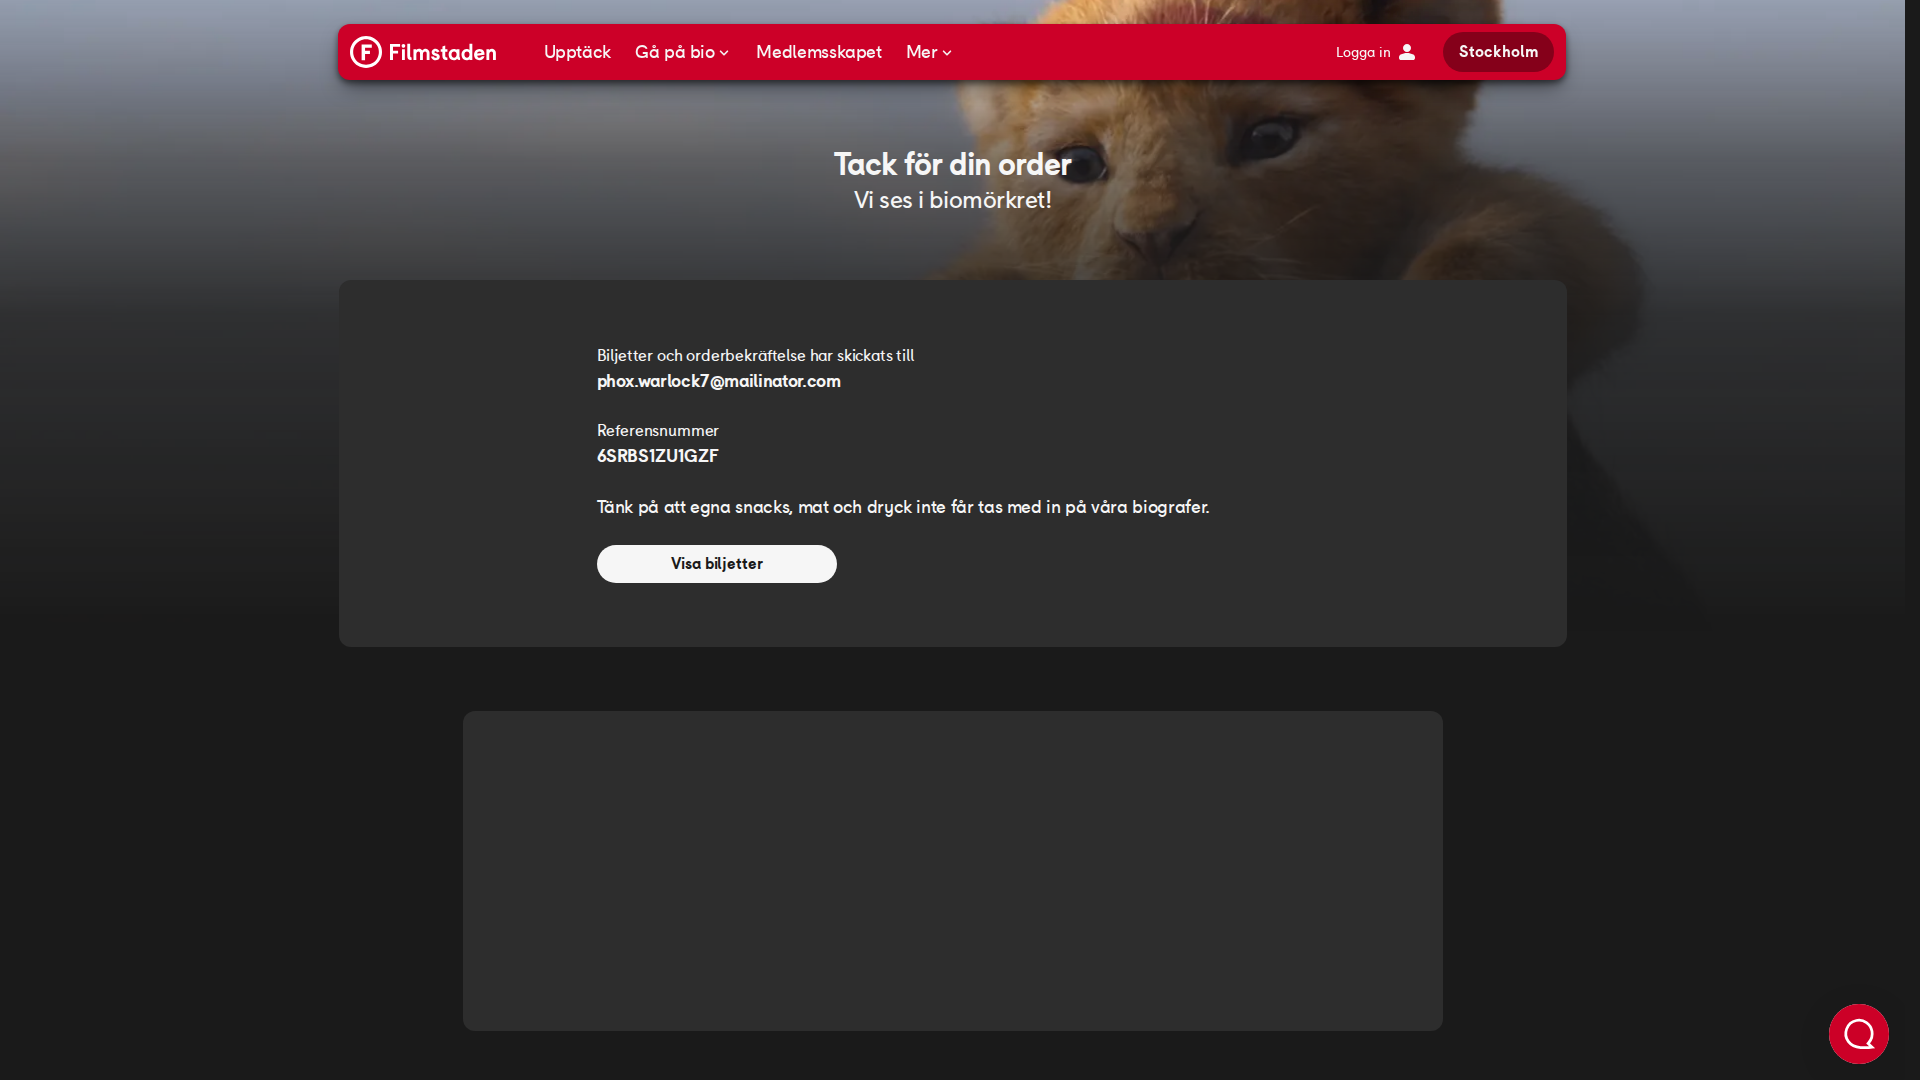 Filmstaden
Upptäck
Gå på bio
Medlemsskapet
Mer
Logga in
Stockholm
Tack för din order
Vi ses i biomörkret!
Biljetter och orderbekräftelse har skickats till
phox.warlock7@mailinator.com
Referensnummer
6SRBS1ZU1GZF
Tänk på att egna snacks, mat och dryck inte får tas med in på våra biografer.
Visa biljetter